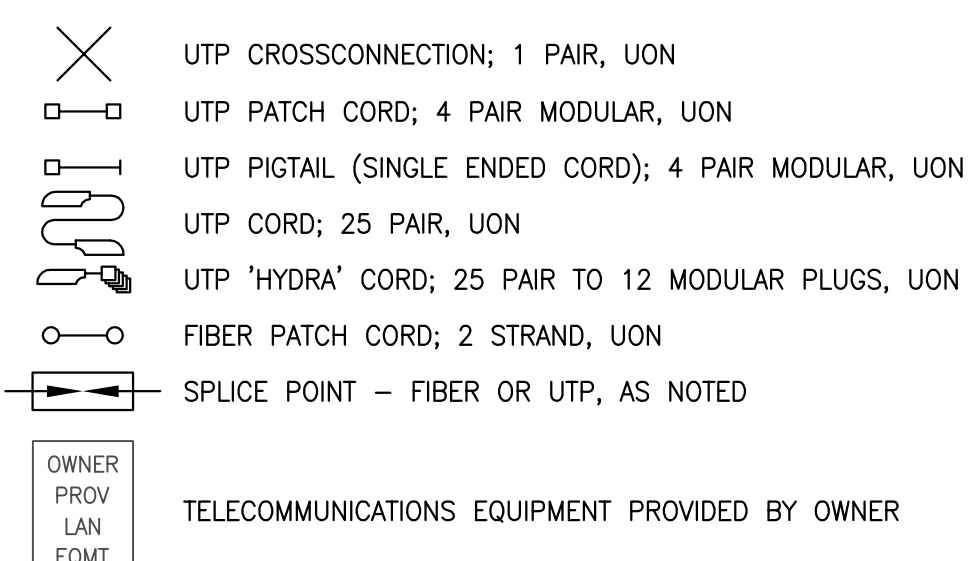 UTP CROSSCONNECTION; 1 PAIR, UON
UTP PATCH CORD; 4 PAIR MODULAR, UON
UTP PIGTAIL (SINGLE ENDED CORD); 4 PAIR MODULAR, UON
UTP CORD; 25 PAIR, UON
UTP 'HYDRA' CORD; 25 PAIR TO 12 MODULAR PLUGS, UON
FIBER PATCH CORD; 2 STRAND, UON
SPLICE POINT – FIBER OR UTP, AS NOTED
OWNER
PROV
LAN
EQMT
TELECOMMUNICATIONS EQUIPMENT PROVIDED BY OWNER